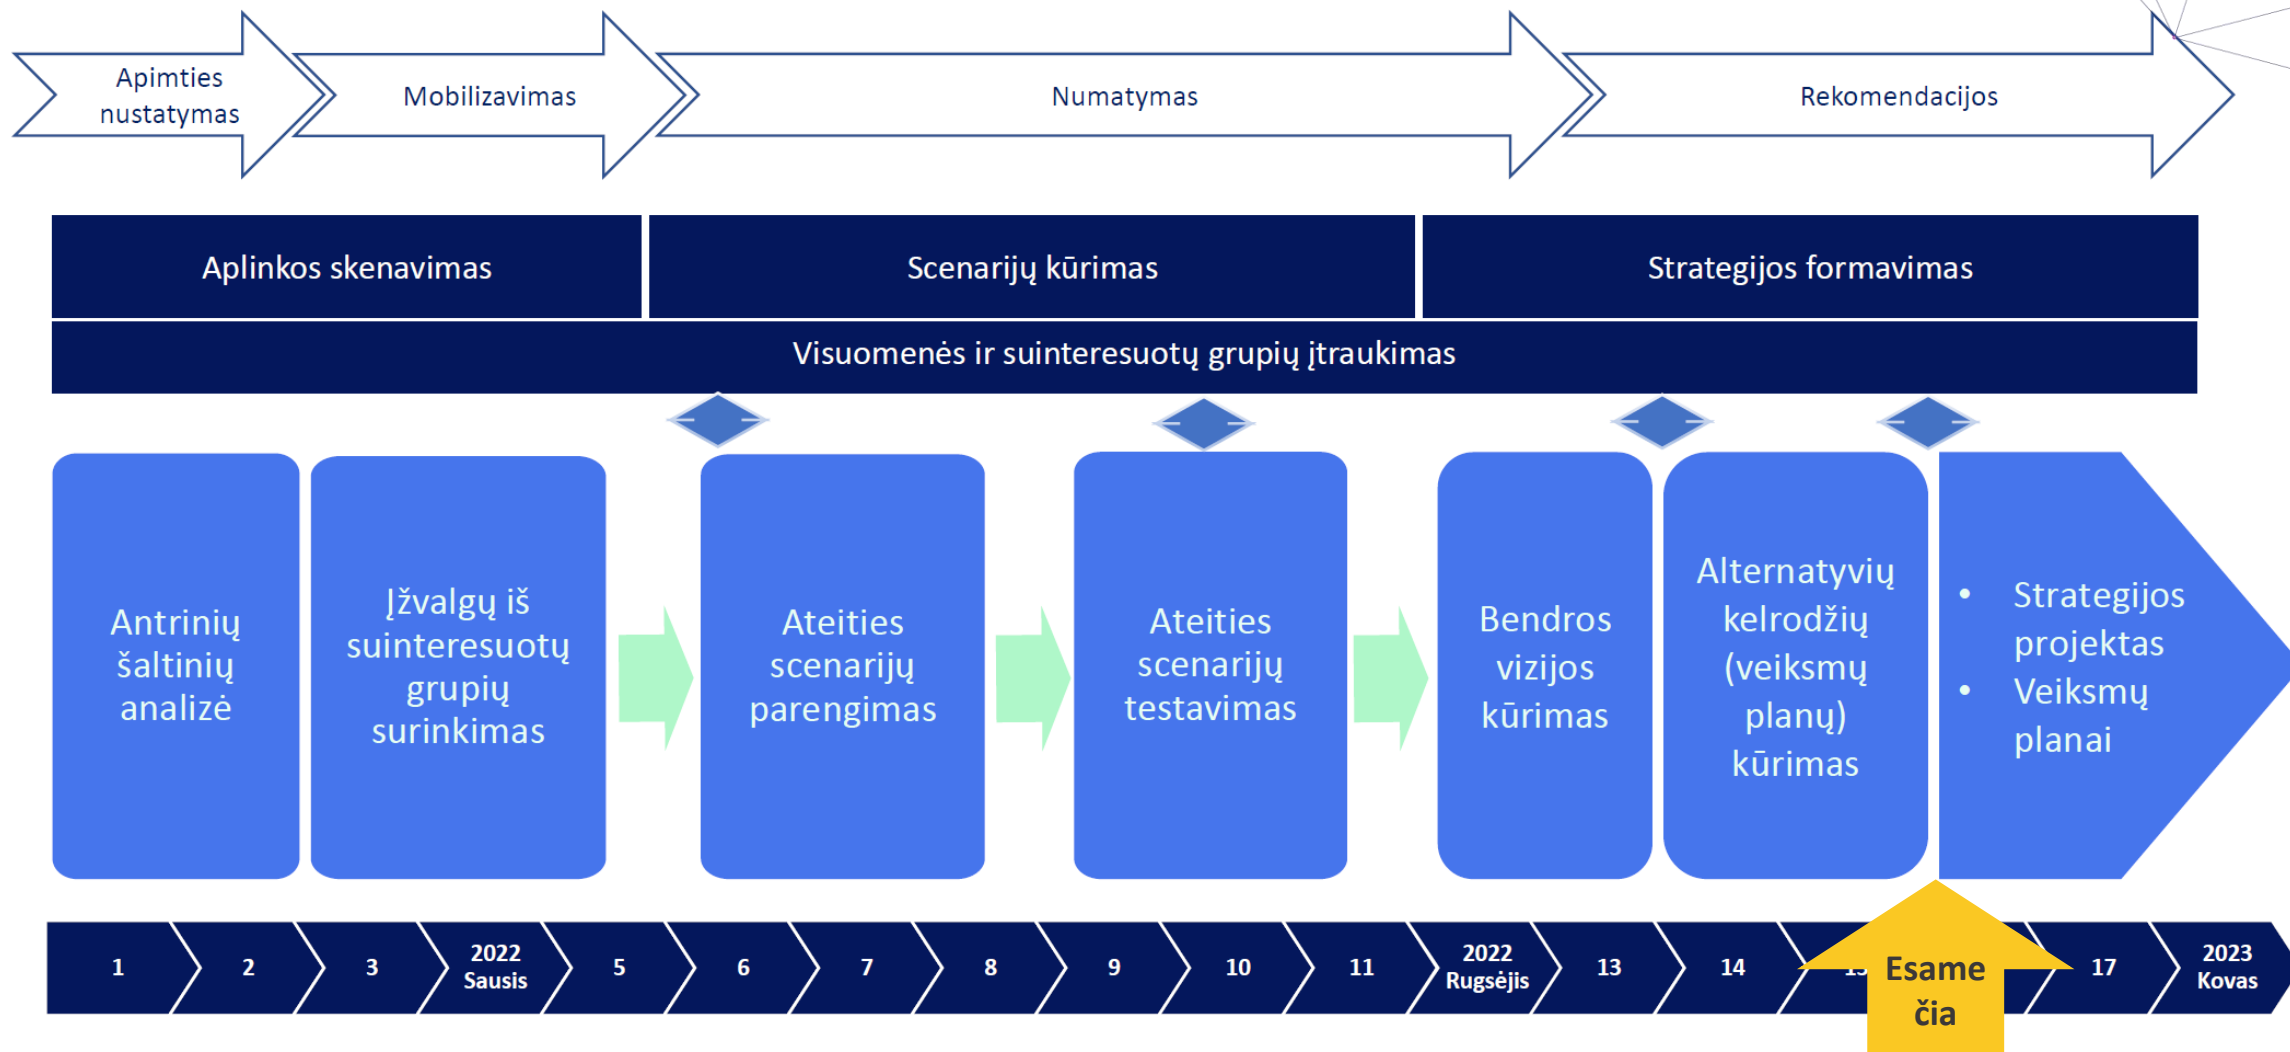 Apimties
nustatymas
Mobilizavimas
Numatymas
Rekomendacijos
Aplinkos skenavimas
Scenarijų kūrimas
Strategijos formavimas
Visuomenės ir suinteresuotų grupių įtraukimas
Antrinių
šaltinių
analizė
Įžvalgų iš
suinteresuotų
grupių
surinkimas
Ateities
scenarijų
parengimas
Ateities
scenarijų
testavimas
Bendros
vizijos
kūrimas
Alternatyvių
kelrodžių
(veiksmų
planų)
kūrimas
• Strategijos
projektas
• Veiksmų
planai
1
2
3
2022
Sausis
5
6
7
8
9
10
11
2022
Rugsėjis
13
14
17
2023
Kovas
Esame
čia